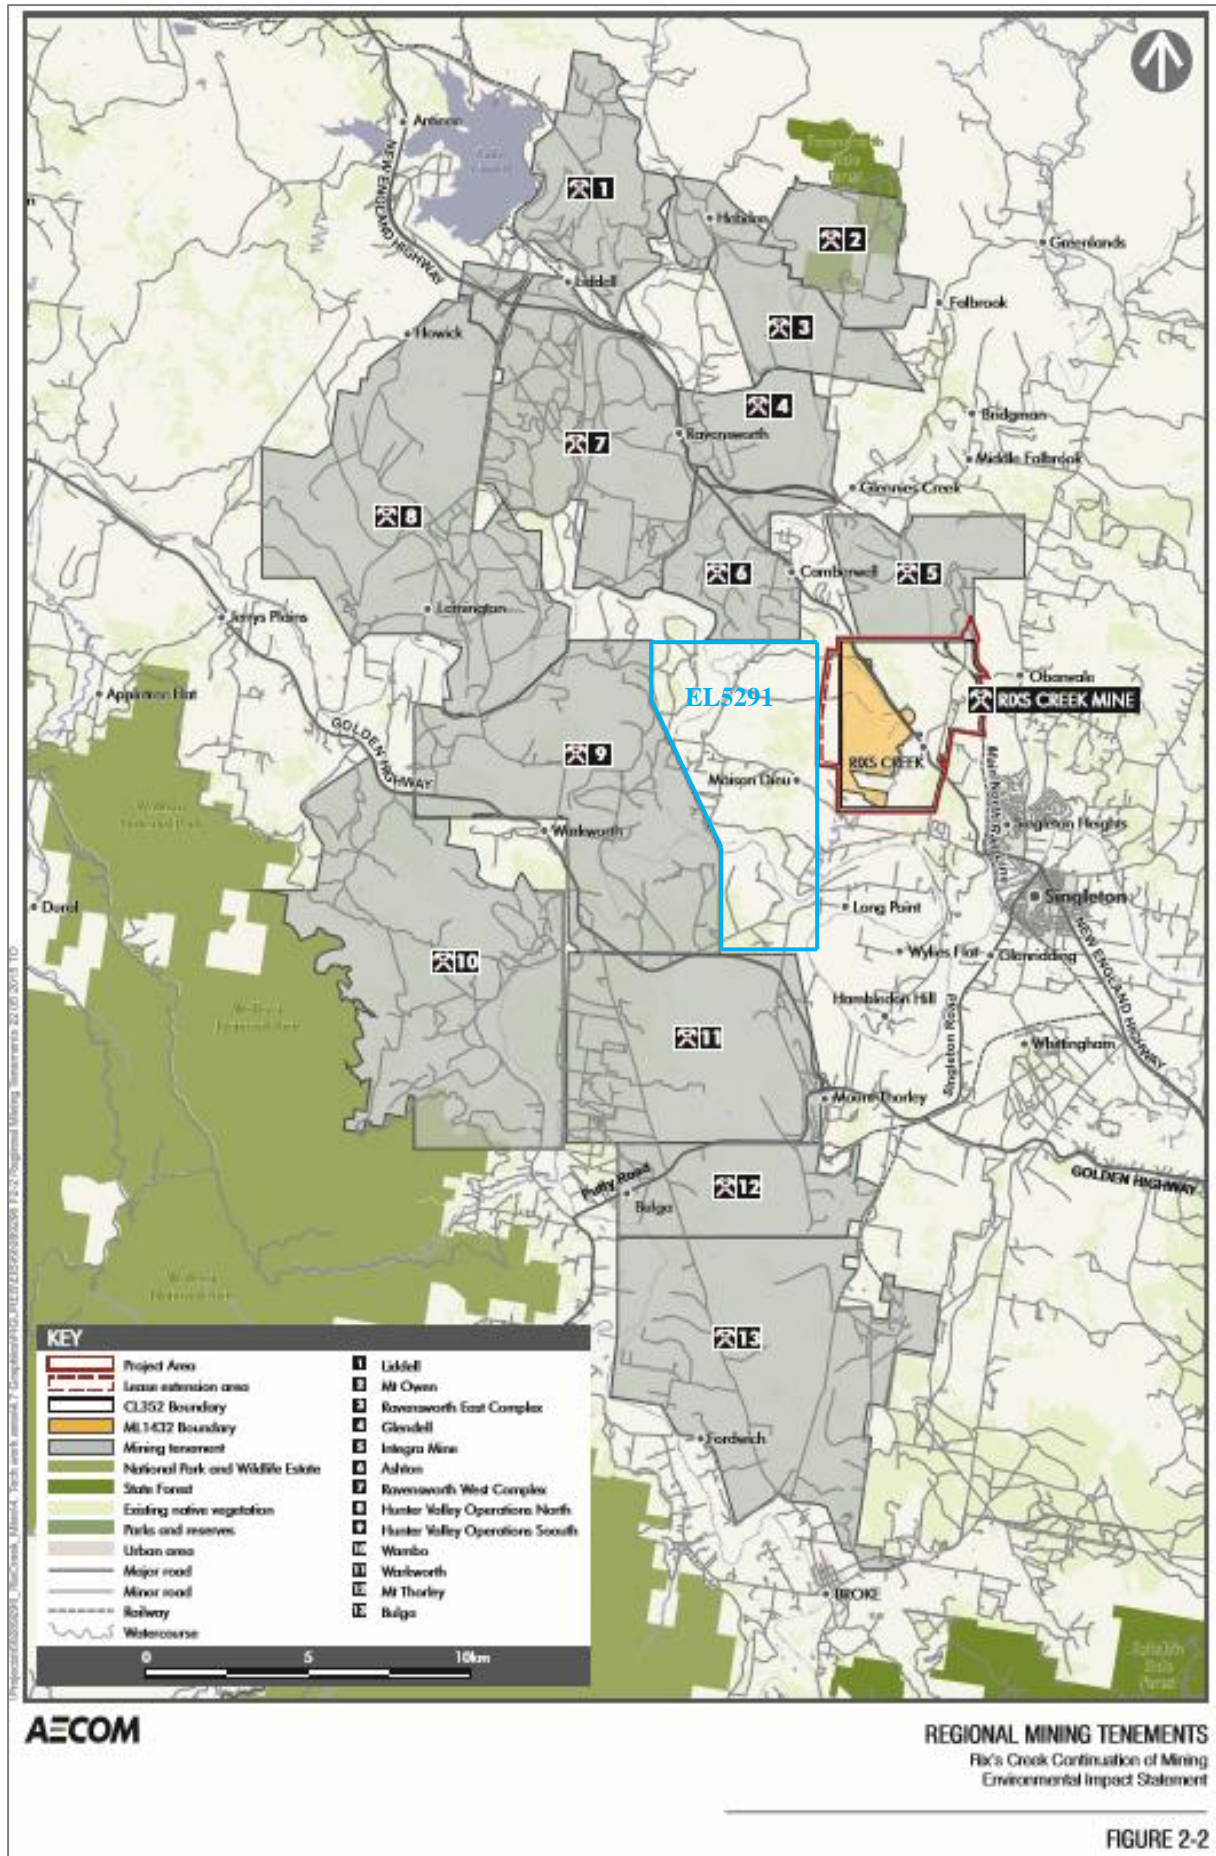 Antiene
NEW ENGLAND HIGHWAY
1
Hebden
2
Greenlands
Liddell
Falbrook
3
Howick
4
Bridgman
Ravensworth
7
Middle Falbrook
Glennies Creek
8
6
Camberwell
5
Lemington
Jerrys Plains
Obanvale
Appletree Flat
EL5291
RIXS CREEK MINE
GOLDEN HIGHWAY
9
RIXS CREEK
Maison Dieu
Warkworth
Singleton Heights
Doral
Long Point
Singleton
10
Wylies Flat
Glenridding
NEW ENGLAND HIGHWAY
Hambledon Hill
11
Singleton Road
Whittingham
Mount Thorley
GOLDEN HIGHWAY
Putty Road
12
Bulga
13
Fordwich
BROKE
KEY
Project Area
Lease extension area
CL352 Boundary
ML1432 Boundary
Mining tenement
National Park and Wildlife Estate
State Forest
Existing native vegetation
Parks and reserves
Urban area
Major road
Minor road
Railway
Watercourse
1 Liddell
2 Mt Owen
3 Ravensworth East Complex
4 Glendell
5 Integra Mine
6 Ashton
7 Ravensworth West Complex
8 Hunter Valley Operations North
9 Hunter Valley Operations Soouth
10 Wambo
11 Warkworth
12 Mt Thorley
13 Bulga
0 5 10km
AECOM
REGIONAL MINING TENEMENTS
Rix's Creek Continuation of Mining
Environmental Impact Statement
FIGURE 2-2